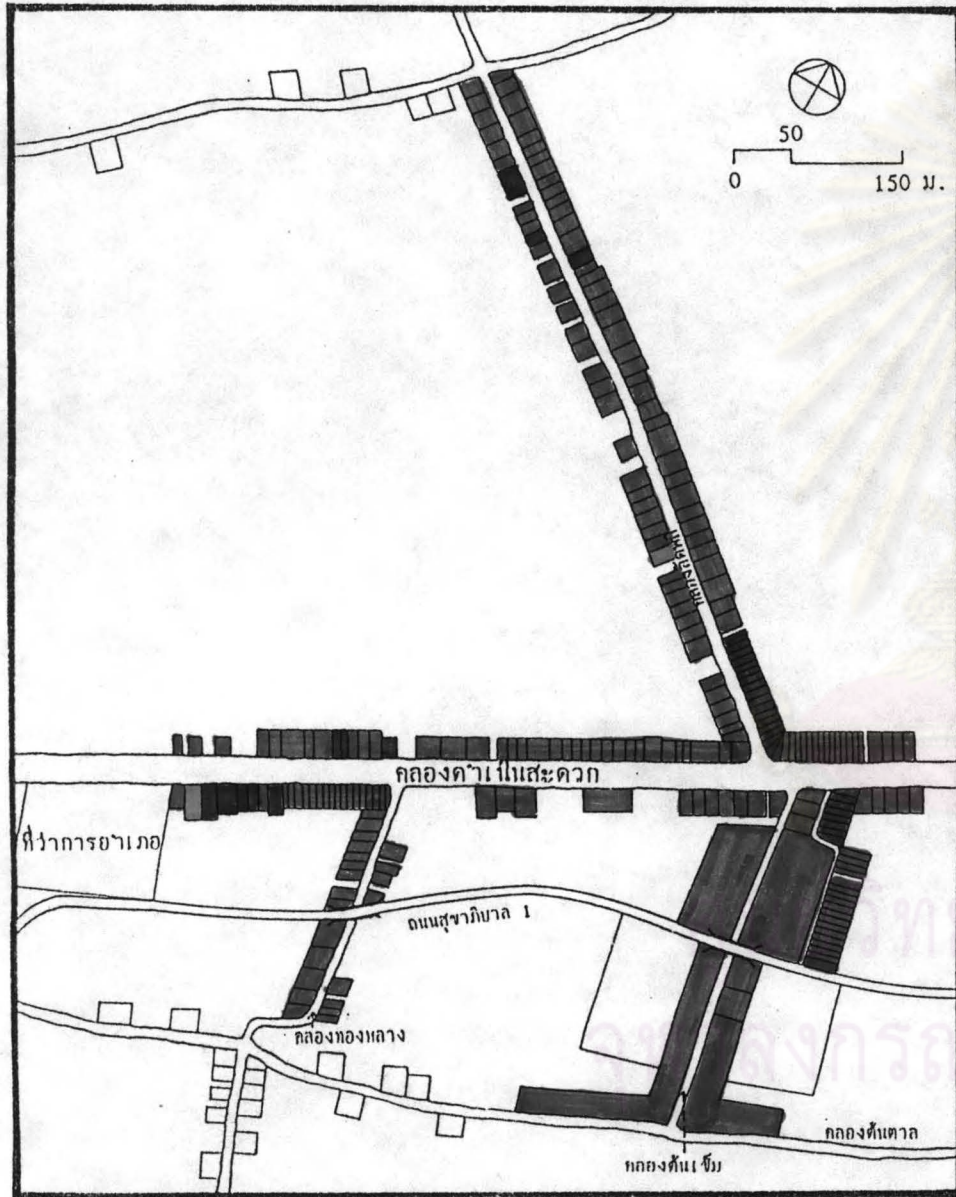 50
0 150 ม.
คลองดำเนินสะดวก
ที่ว่าการอำเภอ
ถนนสุขาภิบาล 1
คลองทองหลาง
คลองต้นตาล
คลองต้นเข็ม